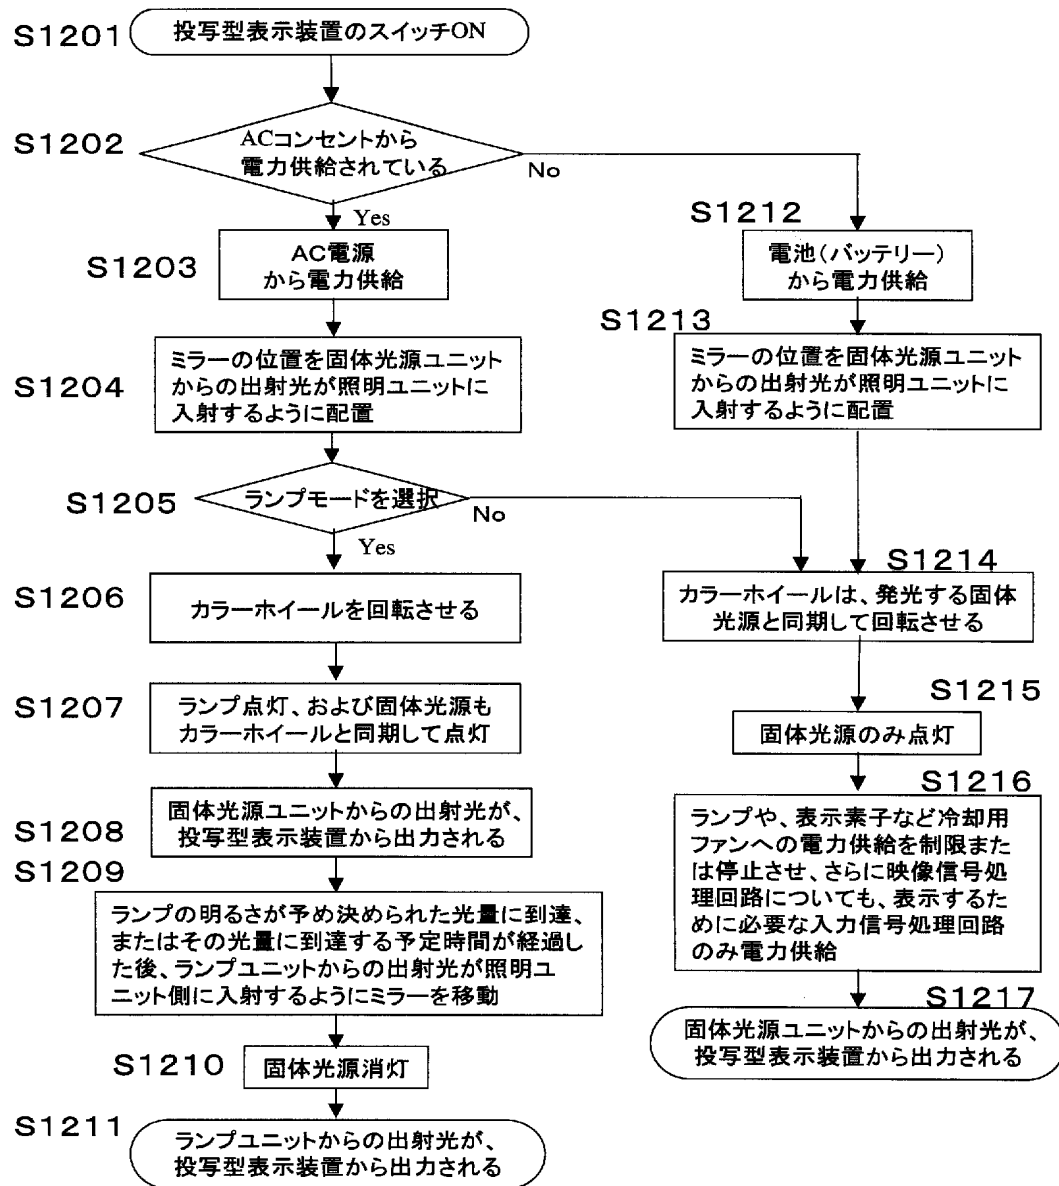 S1201
投写型表示装置のスイッチON
S1202
ACコンセントから
電力供給されている
No
Yes
S1203
AC電源
から電力供給
S1204
ミラーの位置を固体光源ユニット
からの出射光が照明ユニットに
入射するように配置
S1205
ランプモードを選択
No
Yes
S1206
カラーホイールを回転させる
S1207
ランプ点灯、および固体光源も
カラーホイールと同期して点灯
S1208
固体光源ユニットからの出射光が、
投写型表示装置から出力される
S1209
ランプの明るさが予め決められた光量に到達、
またはその光量に到達する予定時間が経過し
た後、ランプユニットからの出射光が照明ユ
ニット側に入射するようにミラーを移動
S1210
固体光源消灯
S1211
ランプユニットからの出射光が、
投写型表示装置から出力される
S1212
電池(バッテリー)
から電力供給
S1213
ミラーの位置を固体光源ユニット
からの出射光が照明ユニットに
入射するように配置
S1214
カラーホイールは、発光する固体
光源と同期して回転させる
S1215
固体光源のみ点灯
S1216
ランプや、表示素子など冷却用
ファンへの電力供給を制限また
は停止させ、さらに映像信号処
理回路についても、表示するた
めに必要な入力信号処理回路
のみ電力供給
S1217
固体光源ユニットからの出射光が、
投写型表示装置から出力される